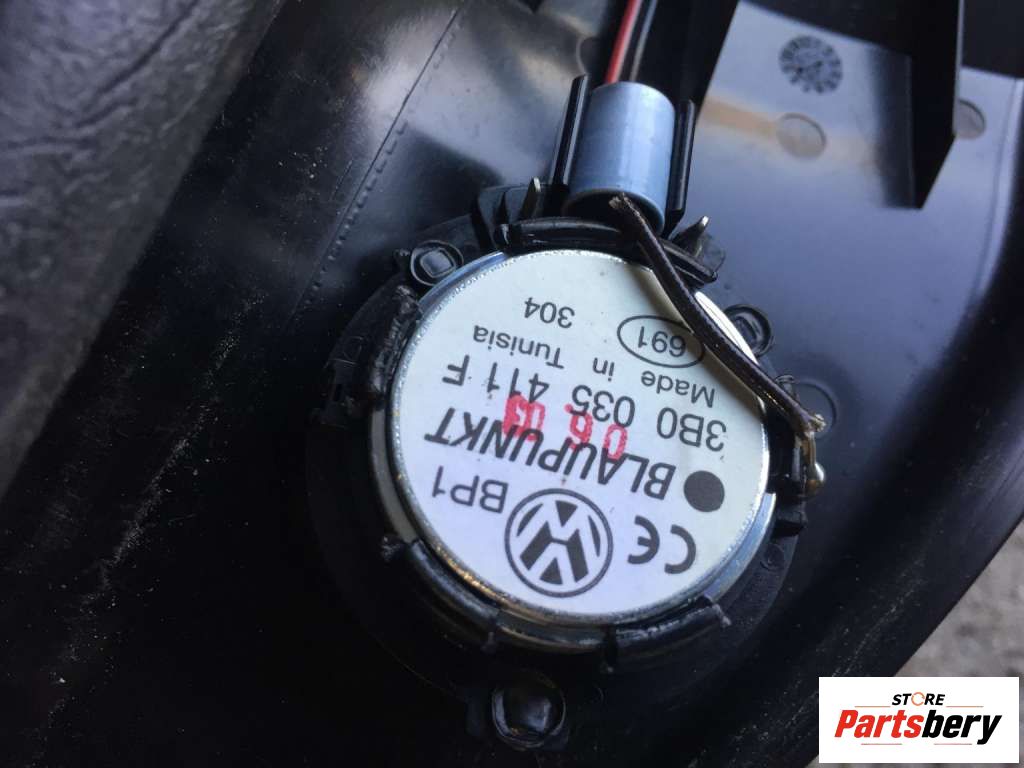 CE
BP1
BLAUPUNKT
3B0 035 411 F
Made in Tunisia
691
304
STORE
Partsbery